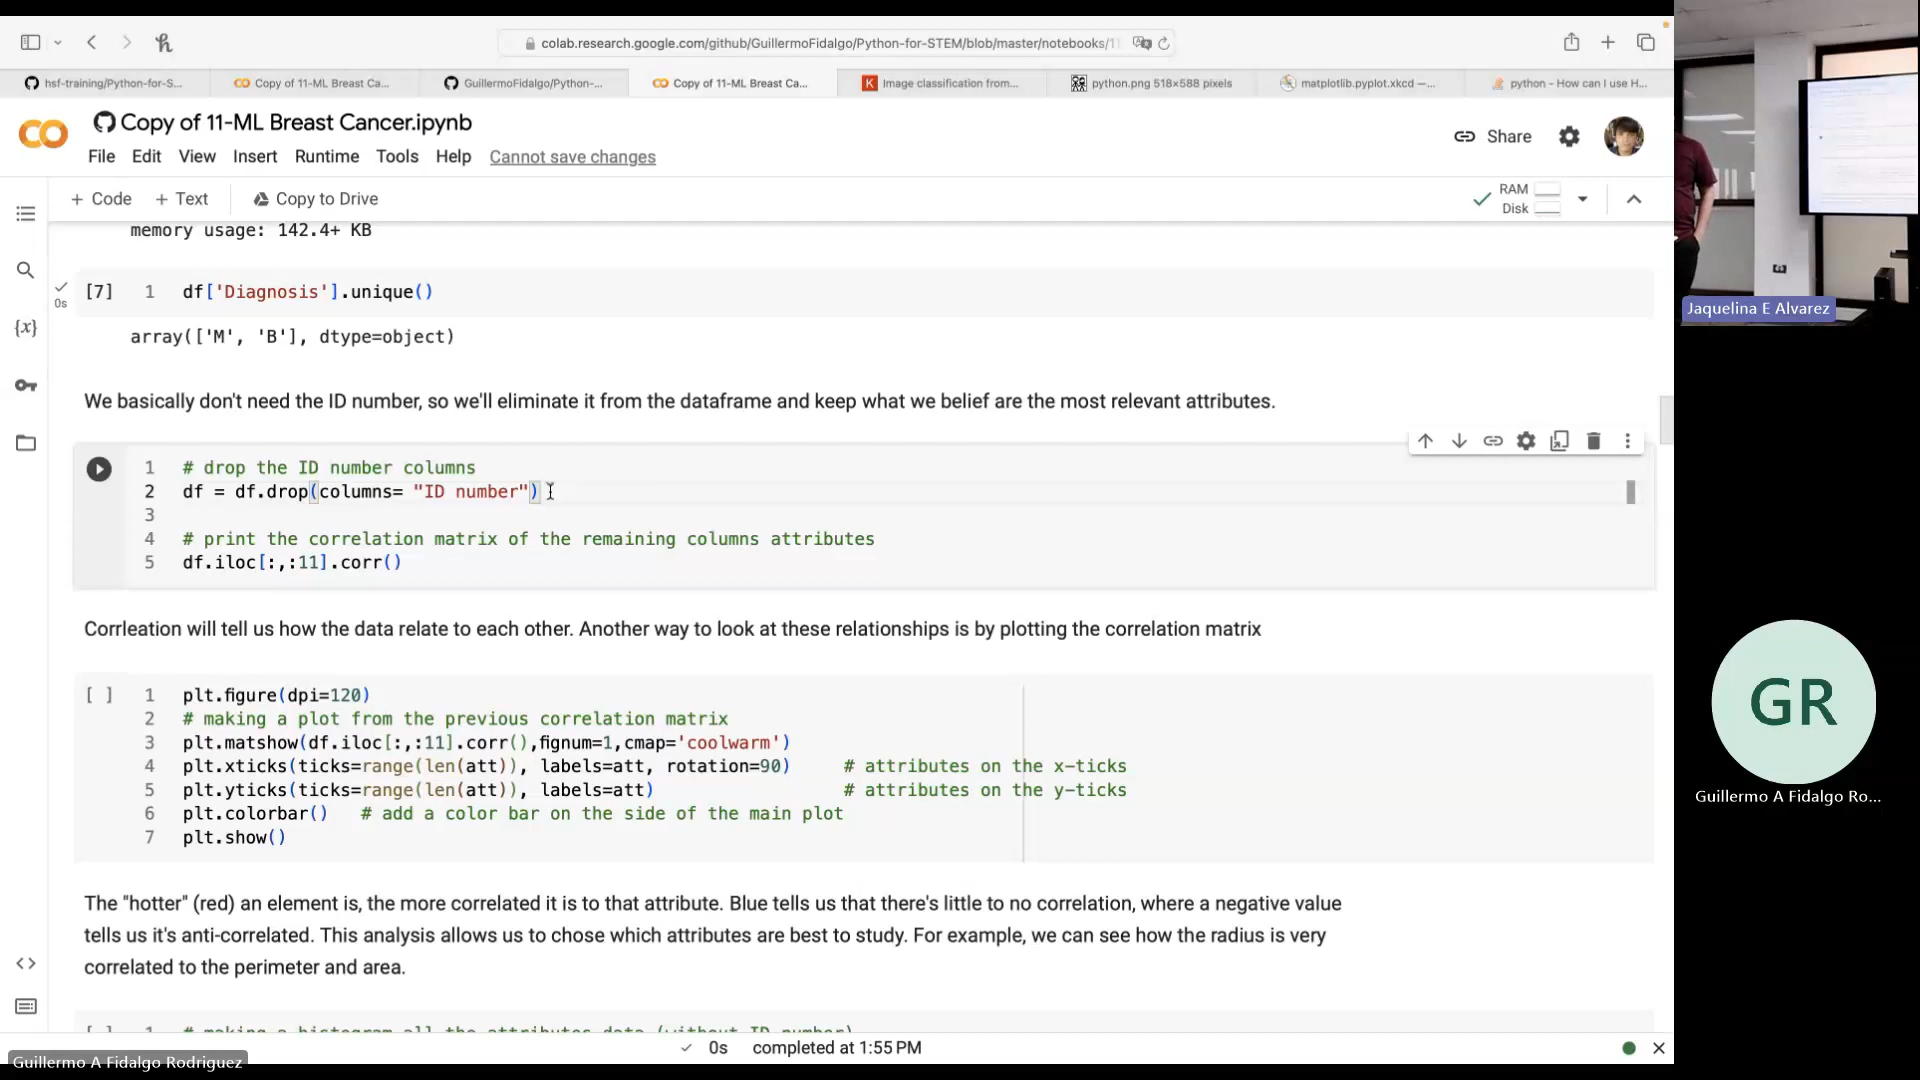 colab.research.google.com/github/GuillermoFidalgo/Python-for-STEM/blob/master/notebooks/1
hsf-training/Python-for-S...
Copy of 11-ML Breast Ca...
GuillermoFidalgo/Python-...
Copy of 11-ML Breast Ca...
Image classification from...
python.png 518×588 pixels
matplotlib.pyplot.xkcd —...
python - How can I use H...
Copy of 11-ML Breast Cancer.ipynb
File Edit View Insert Runtime Tools Help Cannot save changes
Share
+ Code + Text Copy to Drive
RAM
Disk
memory usage: 142.4+ KB
[7] 1 df['Diagnosis'].unique()
0s
array(['M', 'B'], dtype=object)
We basically don't need the ID number, so we'll eliminate it from the dataframe and keep what we belief are the most relevant attributes.
1 # drop the ID number columns
2 df = df.drop(columns= "ID number")
3
4 # print the correlation matrix of the remaining columns attributes
5 df.iloc[:,:11].corr()
Corrleation will tell us how the data relate to each other. Another way to look at these relationships is by plotting the correlation matrix
[ ] 1 plt.figure(dpi=120)
2 # making a plot from the previous correlation matrix
3 plt.matshow(df.iloc[:,:11].corr(),fignum=1,cmap='coolwarm')
4 plt.xticks(ticks=range(len(att)), labels=att, rotation=90) # attributes on the x-ticks
5 plt.yticks(ticks=range(len(att)), labels=att) # attributes on the y-ticks
6 plt.colorbar() # add a color bar on the side of the main plot
7 plt.show()
The "hotter" (red) an element is, the more correlated it is to that attribute. Blue tells us that there's little to no correlation, where a negative value
tells us it's anti-correlated. This analysis allows us to chose which attributes are best to study. For example, we can see how the radius is very
correlated to the perimeter and area.
[ ] 1 # making a histogram all the attributes data (without ID number)
0s completed at 1:55 PM
Guillermo A Fidalgo Rodriguez
Jaquelina E Alvarez
GR
Guillermo A Fidalgo Ro...